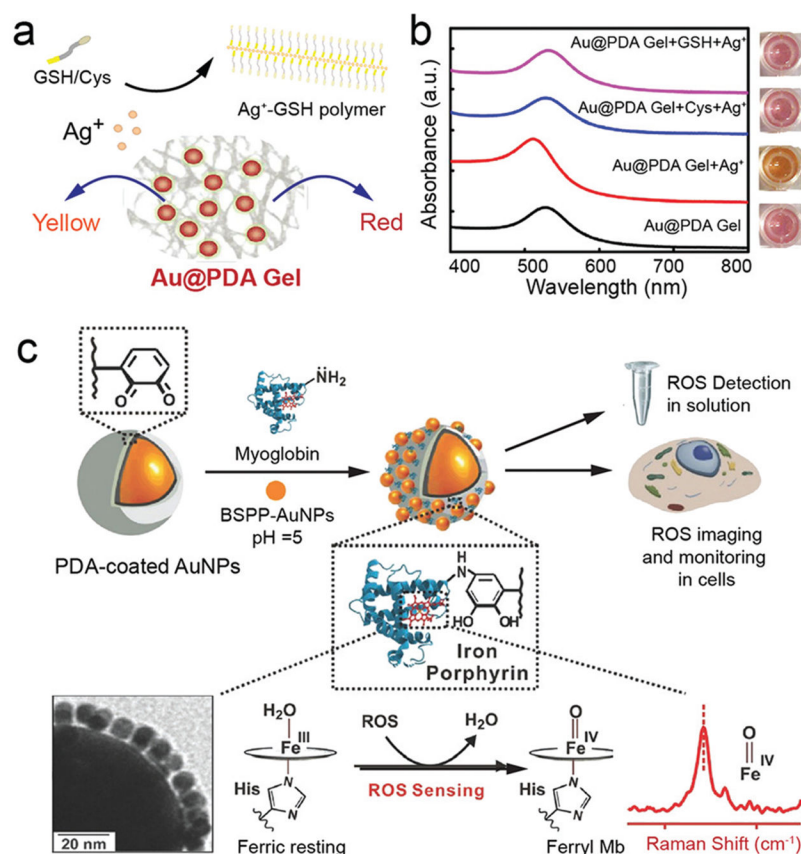 a
GSH/Cys
Ag⁺-GSH polymer
Ag⁺
Yellow
Red
Au@PDA Gel
b
Absorbance (a.u.)
Au@PDA Gel+GSH+Ag⁺
Au@PDA Gel+Cys+Ag⁺
Au@PDA Gel+Ag⁺
Au@PDA Gel
400 500 600 700 800
Wavelength (nm)
c
O O
PDA-coated AuNPs
N̈H₂
Myoglobin
BSPP-AuNPs
pH =5
ROS Detection
in solution
ROS imaging
and monitoring
in cells
H
N
HO OH
Iron
Porphyrin
20 nm
H₂O
Fe III
His
N
N
Ferric resting
ROS
H₂O
ROS Sensing
O
Fe IV
His
N
N
Ferryl Mb
O
Fe IV
Raman Shift (cm⁻¹)